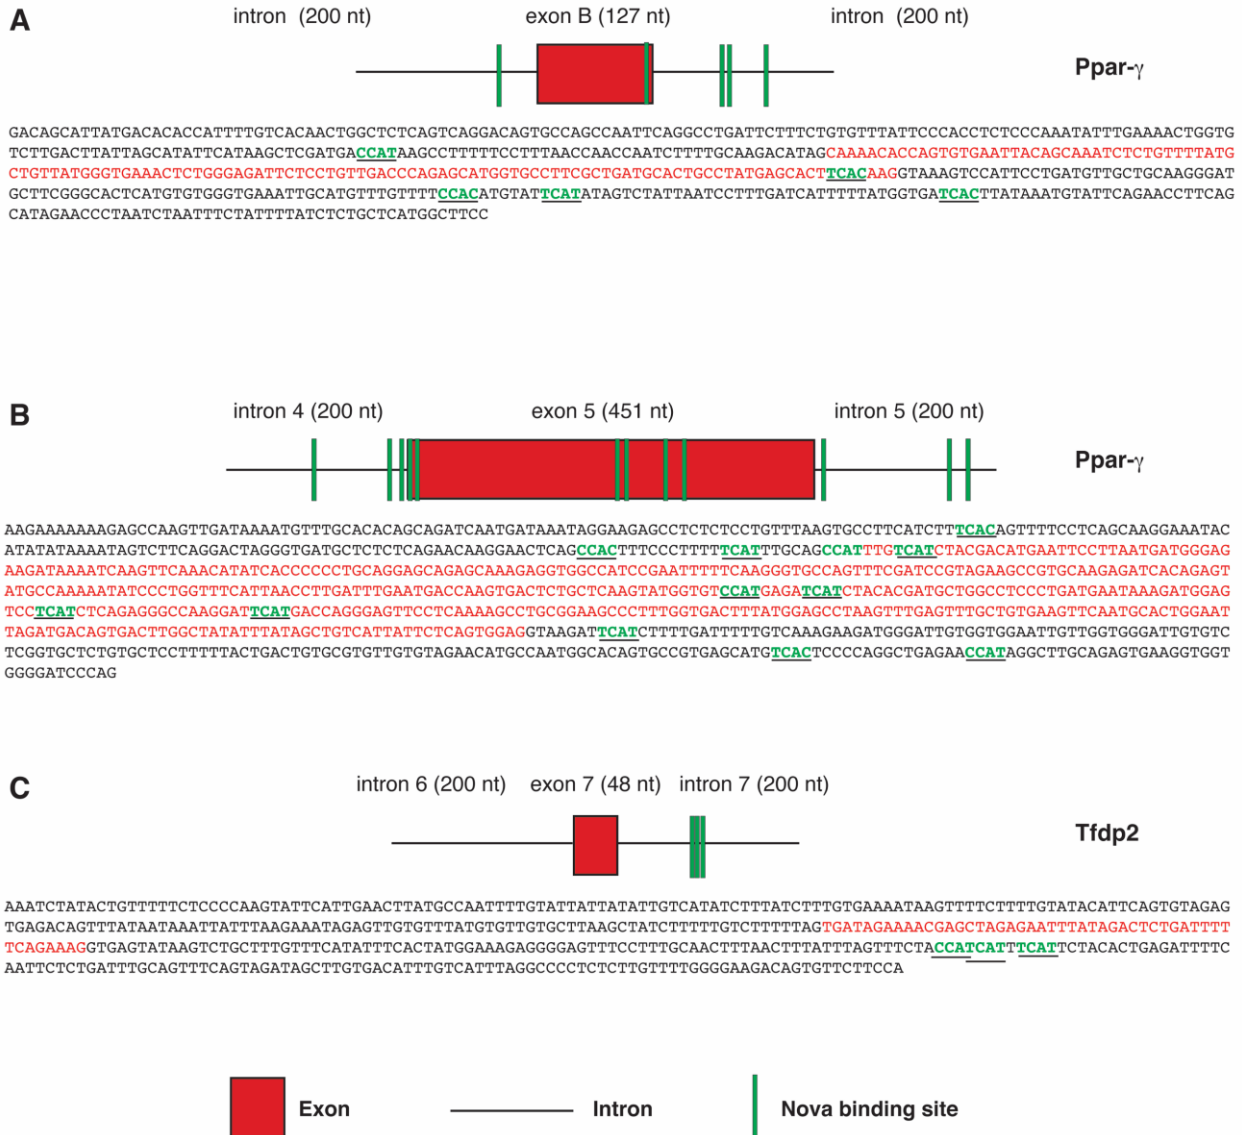 A
intron (200 nt) exon B (127 nt) intron (200 nt)
Ppar-γ
GACAGCATTATGACACACCATTTTGTCACAACTGGCTCTCAGTCAGGACAGTGCCAGCCAATTCAGGCCTGATTCTTTCTGTGTTTATTCCCACCTCTCCCAAATATTTGAAAACTGGTG
TCTTGACTTATTAGCATATTCATAAGCTCGATGACCATAAGCCTTTTTCCTTTAACCAACCAATCTTTTGCAAGACATAGCAAAACACCAGTGTGAATTACAGCAAATCTCTGTTTTATG
CTGTTATGGGTGAAACTCTGGGAGATTCTCCTGTTGACCCAGAGCATGGTGCCTTCGCTGATGCACTGCCTATGAGCACTTCACAAGGTAAAGTCCATTCCTGATGTTGCTGCAAGGGAT
GCTTCGGGCACTCATGTGTGGGTGAAATTGCATGTTTGTTTTCCACATGTATTCATATAGTCTATTAATCCTTTGATCATTTTTATGGTGATCACTTATAAATGTATTCAGAACCTTCAG
CATAGAACCCTAATCTAATTTCTATTTTATCTCTGCTCATGGCTTCC
B
intron 4 (200 nt) exon 5 (451 nt) intron 5 (200 nt)
Ppar-γ
AAGAAAAAAAGAGCCAAGTTGATAAAATGTTTGCACACAGCAGATCAATGATAAATAGGAAGAGCCTCTCTCCTGTTTAAGTGCCTTCATCTTTCACAGTTTTCCTCAGCAAGGAAATAC
ATATATAAAATAGTCTTCAGGACTAGGGTGATGCTCTCTCAGAACAAGGAACTCAGCCACTTTCCCTTTTTCATTTGCAGCCATTTGTCATCTACGACATGAATTCCTTAATGATGGGAG
AAGATAAAATCAAGTTCAAACATATCACCCCCCTGCAGGAGCAGAGCAAAGAGGTGGCCATCCGAATTTTTCAAGGGTGCCAGTTTCGATCCGTAGAAGCCGTGCAAGAGATCACAGAGT
ATGCCAAAAATATCCCTGGTTTCATTAACCTTGATTTGAATGACCAAGTGACTCTGCTCAAGTATGGTGTCCATGAGATCATCTACACGATGCTGGCCTCCCTGATGAATAAAGATGGAG
TCCTCATCTCAGAGGGCCAAGGATTCATGACCAGGGAGTTCCTCAAAAGCCTGCGGAAGCCCTTTGGTGACTTTATGGAGCCTAAGTTTGAGTTTGCTGTGAAGTTCAATGCACTGGAAT
TAGATGACAGTGACTTGGCTATATTTATAGCTGTCATTATTCTCAGTGGAGGTAAGATTCATCTTTTGATTTTTGTCAAAGAAGATGGGATTGTGGTGGAATTGTTGGTGGGATTGTGTC
TCGGTGCTCTGTGCTCCTTTTTACTGACTGTGCGTGTTGTGTAGAACATGCCAATGGCACAGTGCCGTGAGCATGTCACTCCCCAGGCTGAGAACCATAGGCTTGCAGAGTGAAGGTGGT
GGGGATCCCAG
C
intron 6 (200 nt) exon 7 (48 nt) intron 7 (200 nt)
Tfdp2
AAATCTATACTGTTTTTCTCCCCAAGTATTCATTGAACTTATGCCAATTTTGTATTATTATATTGTCATATCTTTATCTTTGTGAAAATAAGTTTTCTTTTGTATACATTCAGTGTAGAG
TGAGACAGTTTATAATAAATTATTTAAGAAATAGAGTTGTGTTTATGTGTTGTGCTTAAGCTATCTTTTTGTCTTTTTAGTGATAGAAAACGAGCTAGAGAATTTATAGACTCTGATTTT
TCAGAAAGGTGAGTATAAGTCTGCTTTGTTTCATATTTCACTATGGAAAGAGGGGAGTTTCCTTTGCAACTTTAACTTTATTTAGTTTCTACCATCATTTCATTCTACACTGAGATTTTC
AATTCTCTGATTTGCAGTTTCAGTAGATAGCTTGTGACATTTGTCATTTAGGCCCCTCTCTTGTTTTGGGGAAGACAGTGTTCTTCCA
Exon Intron Nova binding site